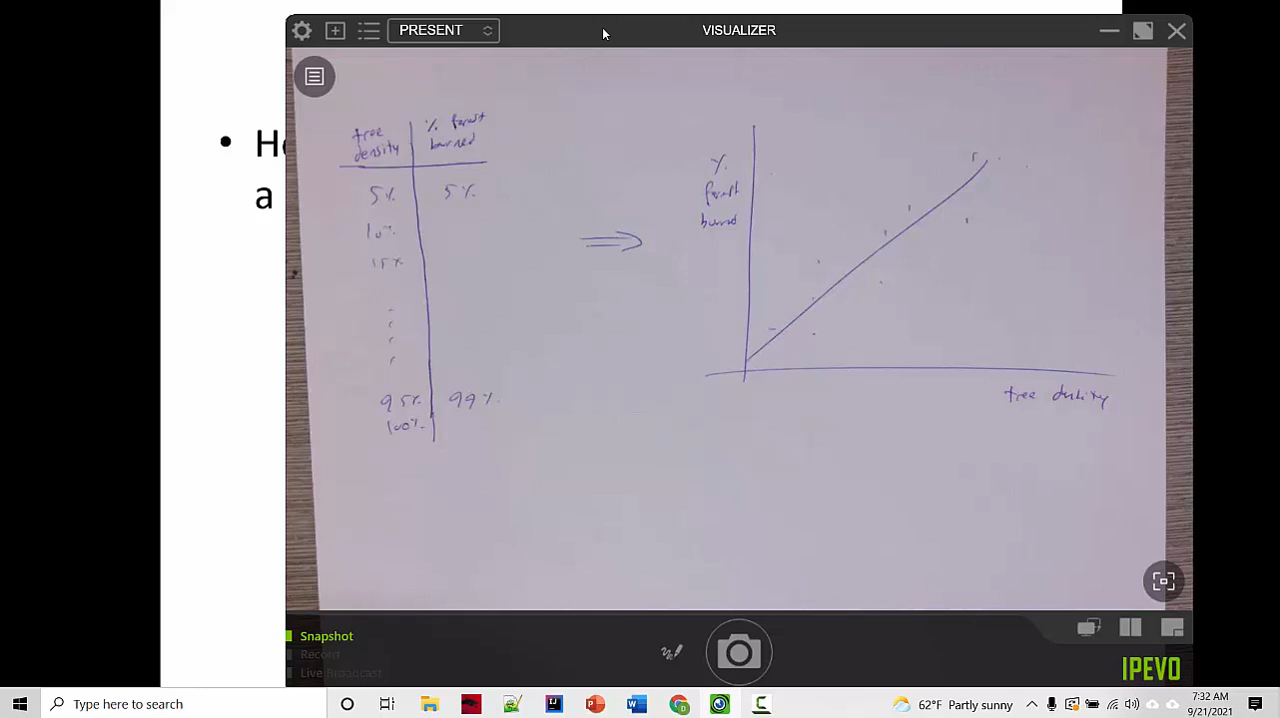 PRESENT
VISUALIZER
• H
a
tree
density
% forest
burned
5%
5%
10%
15%
95%
99%
100%
%
forest
burned
tree density
Snapshot
Record
Live Broadcast
IPEVO
Type here to search
62°F Partly sunny
7:32 AM
9/21/2021